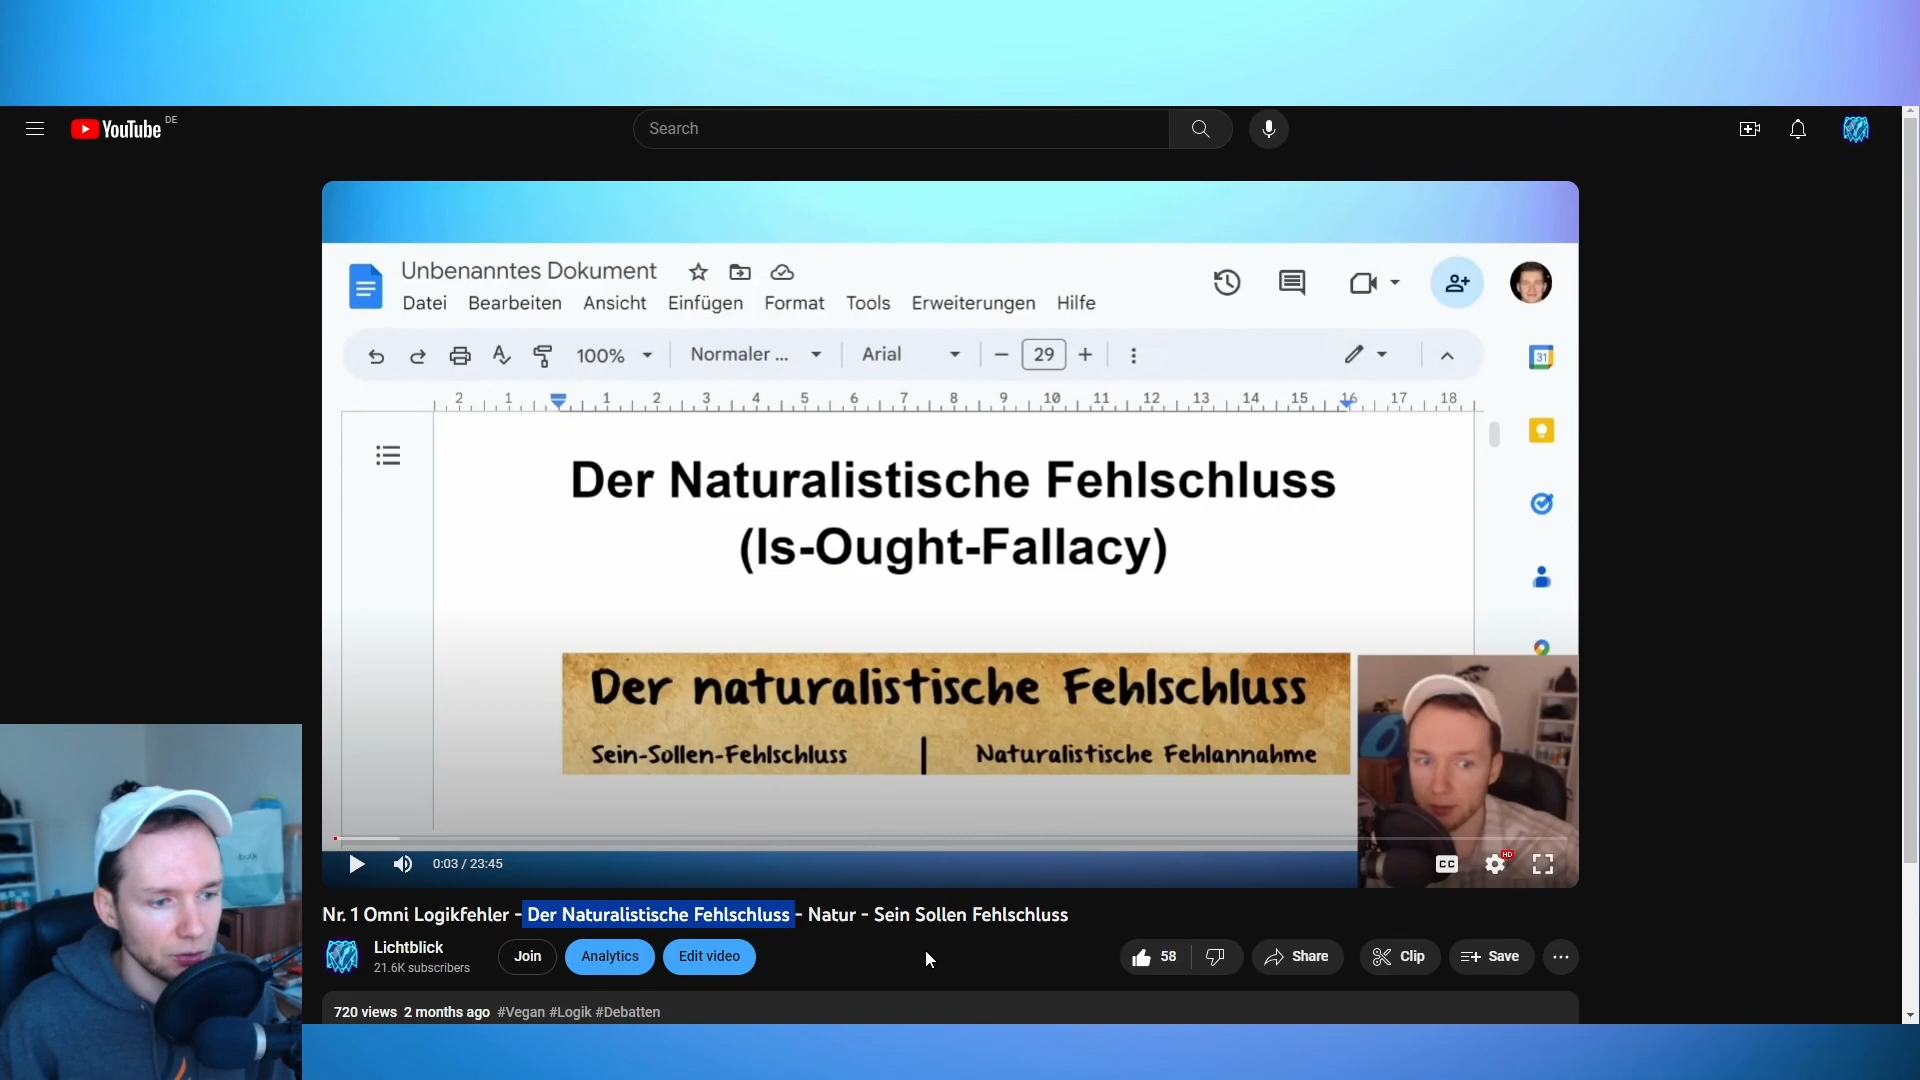 YouTube DE
Search
Unbenanntes Dokument
Datei Bearbeiten Ansicht Einfügen Format Tools Erweiterungen Hilfe
100% Normaler ... Arial 29
31
2 1 1 2 3 4 5 6 7 8 9 10 11 12 13 14 15 16 17 18
Der Naturalistische Fehlschluss
(Is-Ought-Fallacy)
Der naturalistische Fehlschluss
Sein-Sollen-Fehlschluss | Naturalistische Fehlannahme
bulk
0:03 / 23:45 CC HD
Nr. 1 Omni Logikfehler - Der Naturalistische Fehlschluss - Natur - Sein Sollen Fehlschluss
Lichtblick
21.6K subscribers
Join Analytics Edit video 58 Share Clip Save ...
720 views 2 months ago #Vegan #Logik #Debatten